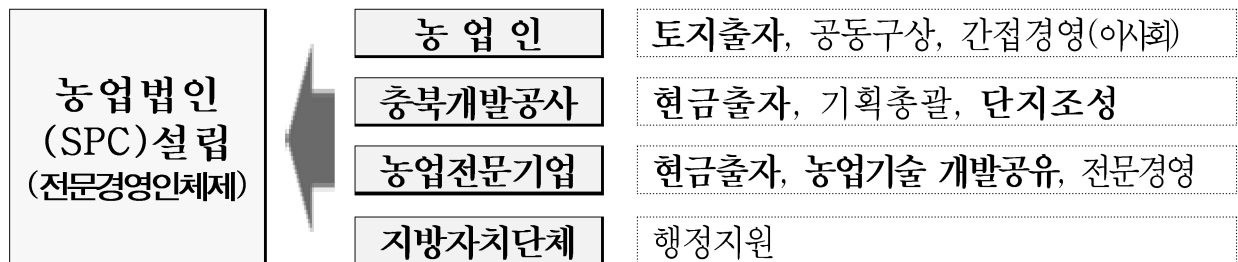 농업법인
(SPC)설립
(전문경영인체제)
농 업 인
토지출자, 공동구상, 간접경영(이사회)
충북개발공사
현금출자, 기획총괄, 단지조성
농업전문기업
현금출자, 농업기술 개발공유, 전문경영
지방자치단체
행정지원